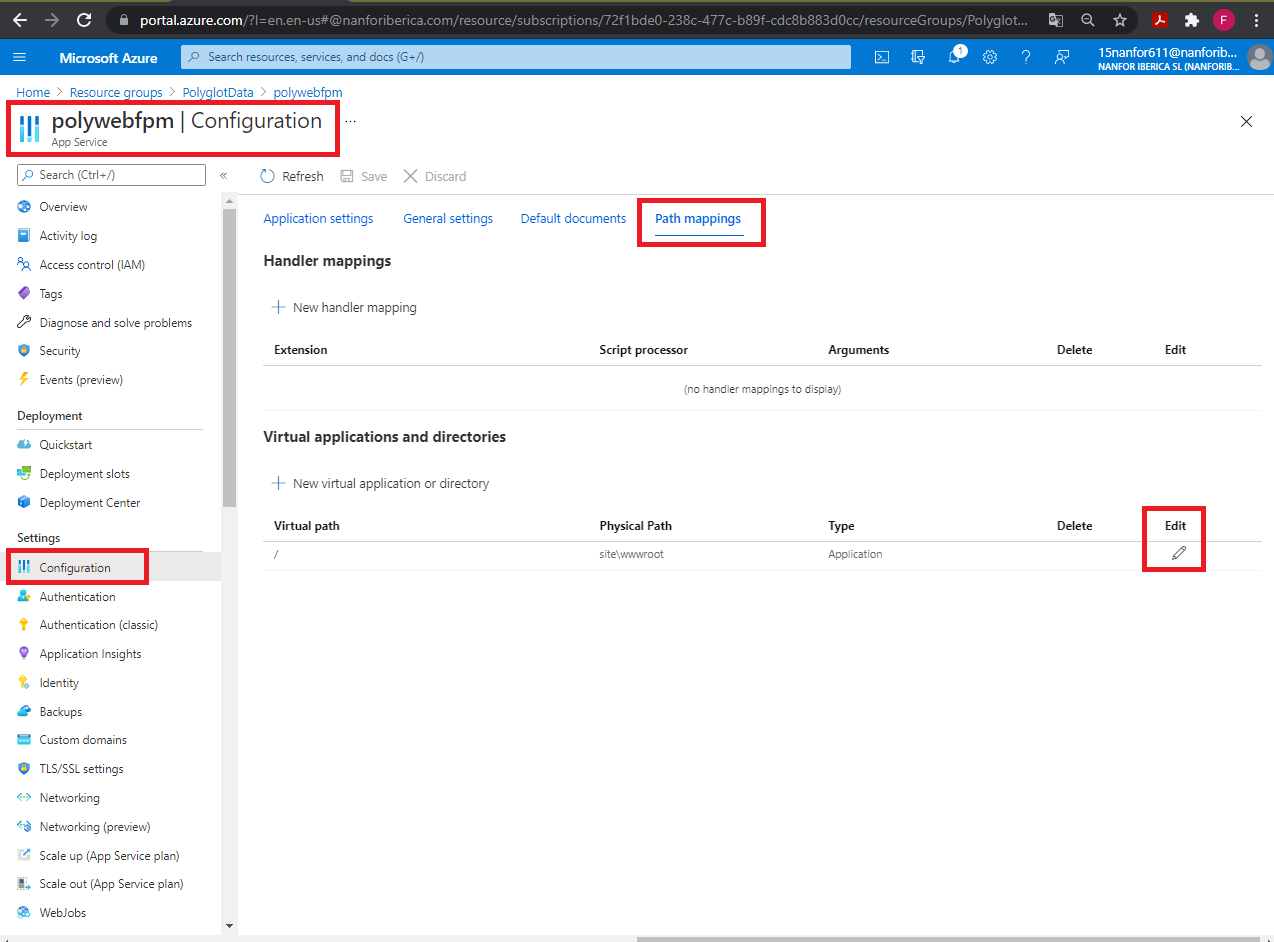 portal.azure.com/?l=en.en-us#@nanforiberica.com/resource/subscriptions/72f1bde0-238c-477c-b89f-cdc8b883d0cc/resourceGroups/Polyglot...
F
Microsoft Azure
Search resources, services, and docs (G+/)
1
15nanfor611@nanforib...
NANFOR IBERICA SL (NANFORIB...
Home > Resource groups > PolyglotData > polywebfpm
polywebfpm | Configuration ...
App Service
Search (Ctrl+/)
«
Refresh Save Discard
Overview
Activity log
Access control (IAM)
Tags
Diagnose and solve problems
Security
Events (preview)
Deployment
Quickstart
Deployment slots
Deployment Center
Settings
Configuration
Authentication
Authentication (classic)
Application Insights
Identity
Backups
Custom domains
TLS/SSL settings
Networking
Networking (preview)
Scale up (App Service plan)
Scale out (App Service plan)
WebJobs
Application settings General settings Default documents Path mappings
Handler mappings
New handler mapping
Extension Script processor Arguments Delete Edit
(no handler mappings to display)
Virtual applications and directories
New virtual application or directory
Virtual path Physical Path Type Delete Edit
/ site\wwwroot Application